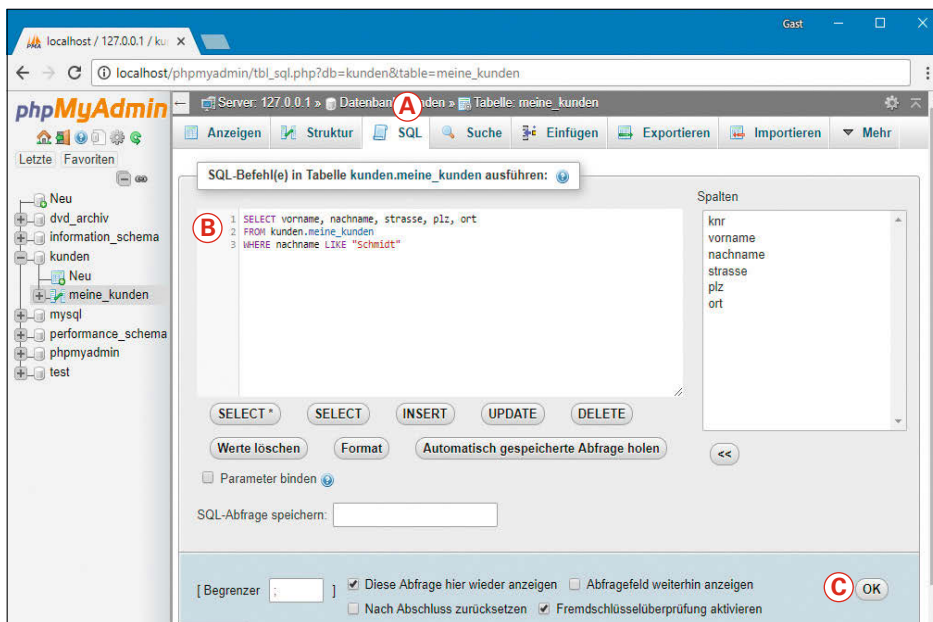 Gast
localhost / 127.0.0.1 / ku
localhost/phpmyadmin/tbl_sql.php?db=kunden&table=meine_kunden
phpMyAdmin
Server: 127.0.0.1 » Datenbank: kunden » Tabelle: meine_kunden
A
Anzeigen Struktur SQL Suche Einfügen Exportieren Importieren Mehr
Letzte Favoriten
Neu
dvd_archiv
information_schema
kunden
Neu
meine_kunden
mysql
performance_schema
phpmyadmin
test
SQL-Befehl(e) in Tabelle kunden.meine_kunden ausführen:
B
1 SELECT vorname, nachname, strasse, plz, ort
2 FROM kunden.meine_kunden
3 WHERE nachname LIKE "Schmidt"
Spalten
knr
vorname
nachname
strasse
plz
ort
SELECT * SELECT INSERT UPDATE DELETE
Werte löschen Format Automatisch gespeicherte Abfrage holen
<<
Parameter binden
SQL-Abfrage speichern:
[ Begrenzer ; ] Diese Abfrage hier wieder anzeigen Abfragefeld weiterhin anzeigen
Nach Abschluss zurücksetzen Fremdschlüsselüberprüfung aktivieren
C OK